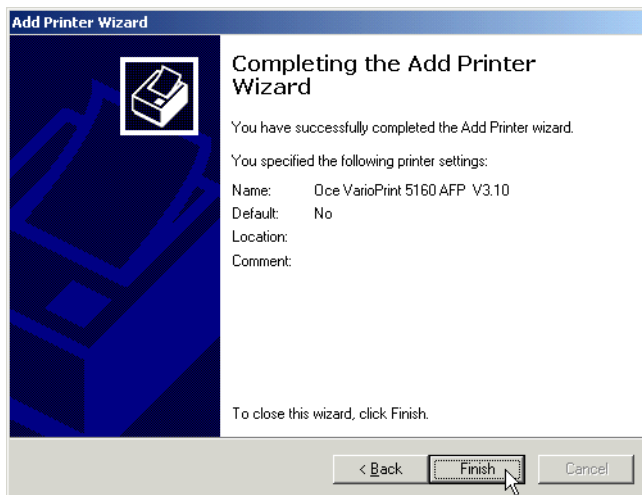 Add Printer Wizard
Completing the Add Printer
Wizard
You have successfully completed the Add Printer wizard.
You specified the following printer settings:
Name: Oce VarioPrint 5160 AFP V3.10
Default: No
Location:
Comment:
To close this wizard, click Finish.
< Back Finish Cancel